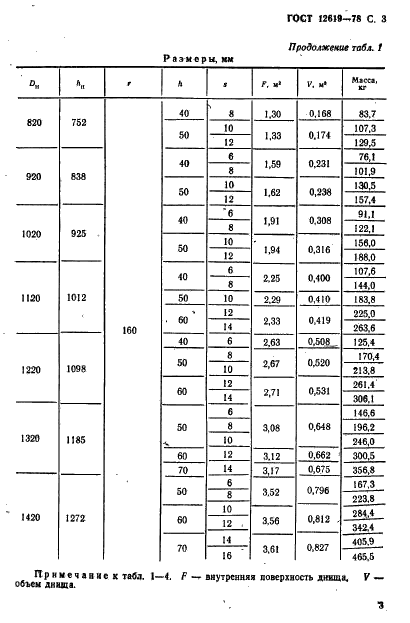 ГОСТ 12619—78 С. 3
Продолжение табл. 1
Размеры, мм
Dн hп r h s F, м² V, м³ Масса, кг
820 752 160 40 8 1,30 0,168 83,7
50 10 1,33 0,174 107,3
12 129,5
920 838 40 6 1,59 0,231 76,1
8 101,9
50 10 1,62 0,238 130,5
12 157,4
1020 925 40 6 1,91 0,308 91,1
8 122,1
50 10 1,94 0,316 156,0
12 188,0
1120 1012 40 6 2,25 0,400 107,6
8 144,0
50 10 2,29 0,410 183,8
60 12 2,33 0,419 225,0
14 263,6
1220 1098 40 6 2,63 0,508 125,4
50 8 2,67 0,520 170,4
10 213,8
60 12 2,71 0,531 261,4
14 306,1
1320 1185 50 6 3,08 0,648 146,6
8 196,2
10 246,0
60 12 3,12 0,662 300,5
70 14 3,17 0,675 356,8
1420 1272 50 6 3,52 0,796 167,3
8 223,8
60 10 3,56 0,812 284,4
12 342,4
70 14 3,61 0,827 405,9
16 465,5
Примечание к табл. 1—4. F — внутренняя поверхность днища, V —
объем днища.
3